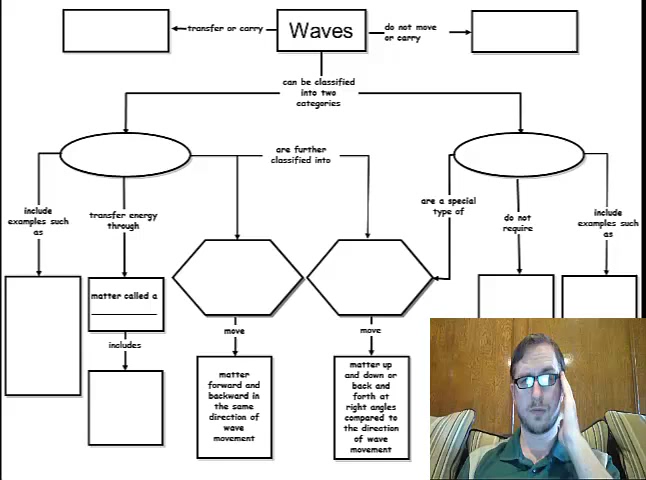 Waves
transfer or carry
do not move
or carry
can be classified
into two
categories
are further
classified into
include
examples such
as
transfer energy
through
are a special
type of
do not
require
include
examples such
as
matter called a
____________
includes
move
move
matter
forward and
backward in
the same
direction of
wave
movement
matter up
and down or
back and
forth at
right angles
compared to
the direction
of wave
movement